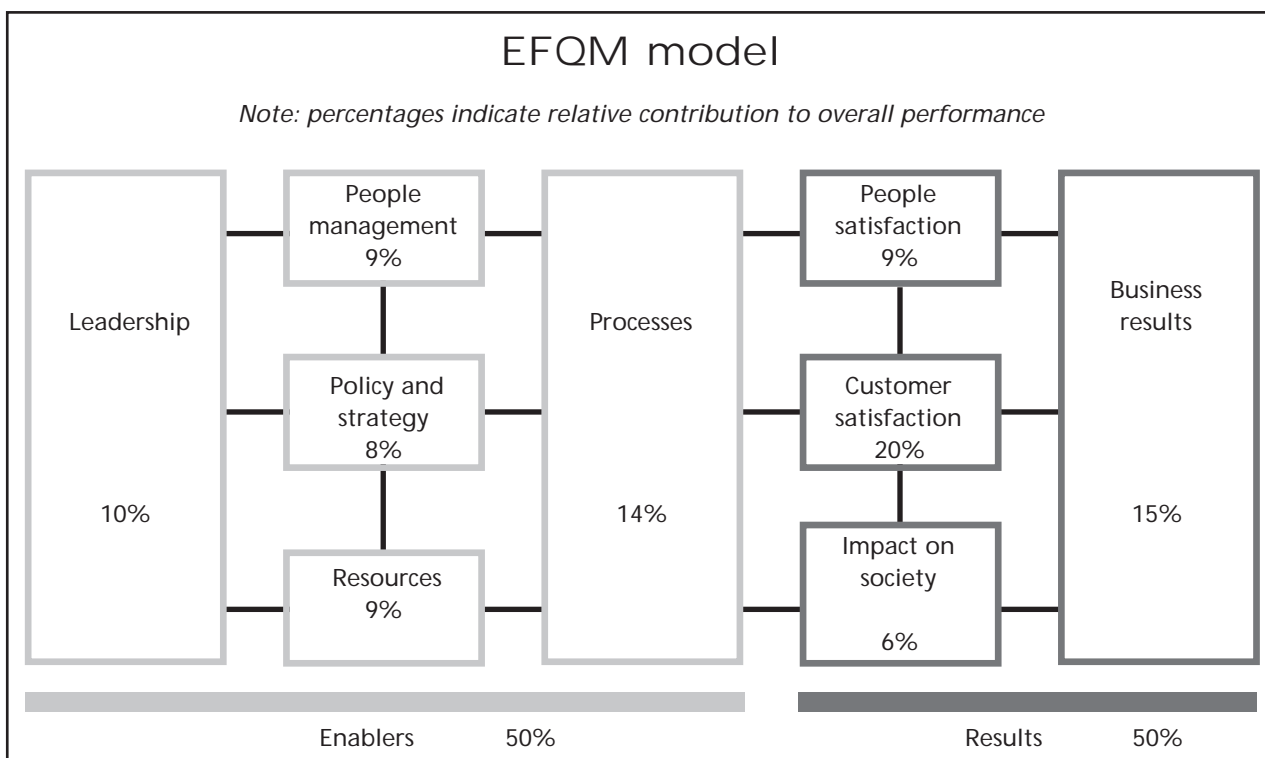 EFQM model
Note: percentages indicate relative contribution to overall performance
Leadership
10%
People
management
9%
Policy and
strategy
8%
Resources
9%
Processes
14%
People
satisfaction
9%
Customer
satisfaction
20%
Impact on
society
6%
Business
results
15%
Enablers 50%
Results 50%